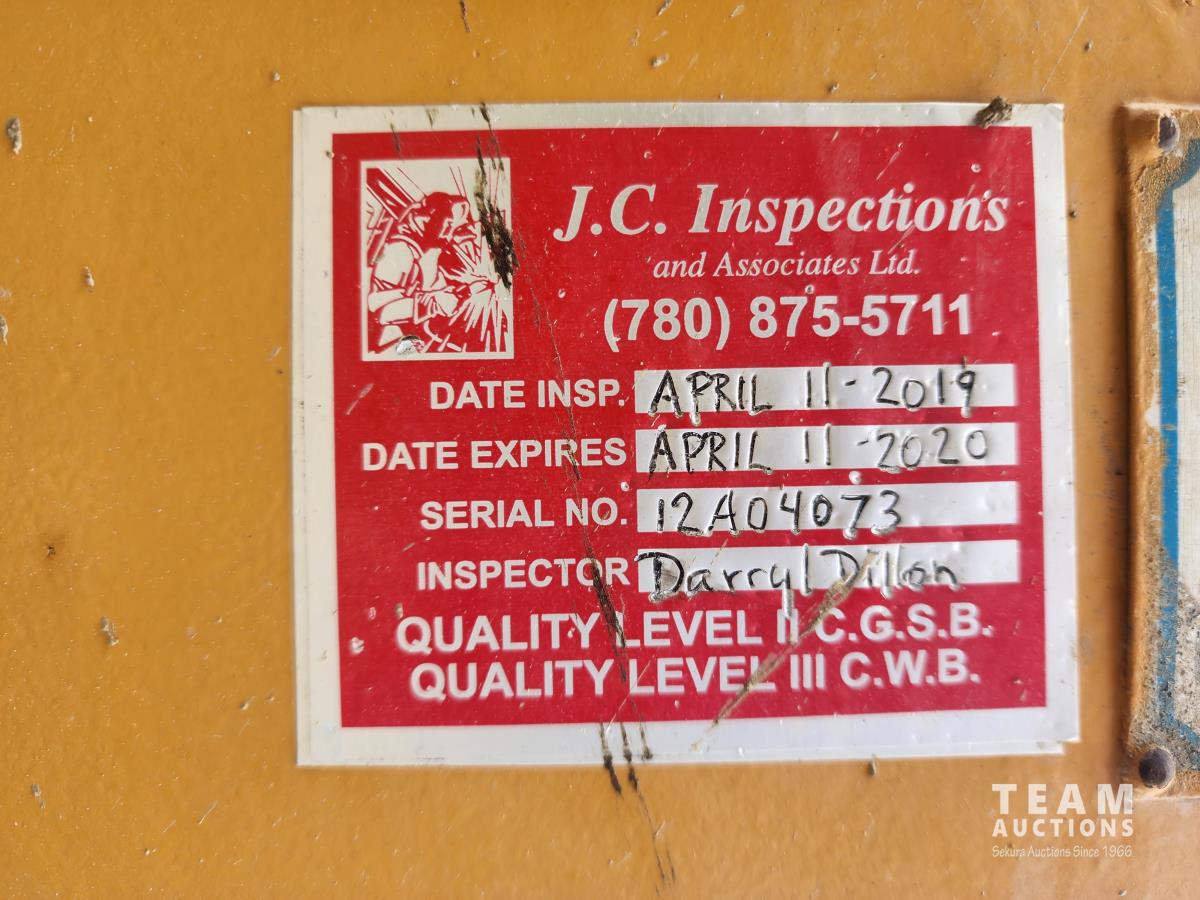 J.C. Inspections
and Associates Ltd.
(780) 875-5711
DATE INSP. APRIL 11-2019
DATE EXPIRES APRIL 11-2020
SERIAL NO. 12A04073
INSPECTOR Darryl Dillon
QUALITY LEVEL II C.G.S.B.
QUALITY LEVEL III C.W.B.
TEAM
AUCTIONS
Sekura Auctions Since 1966